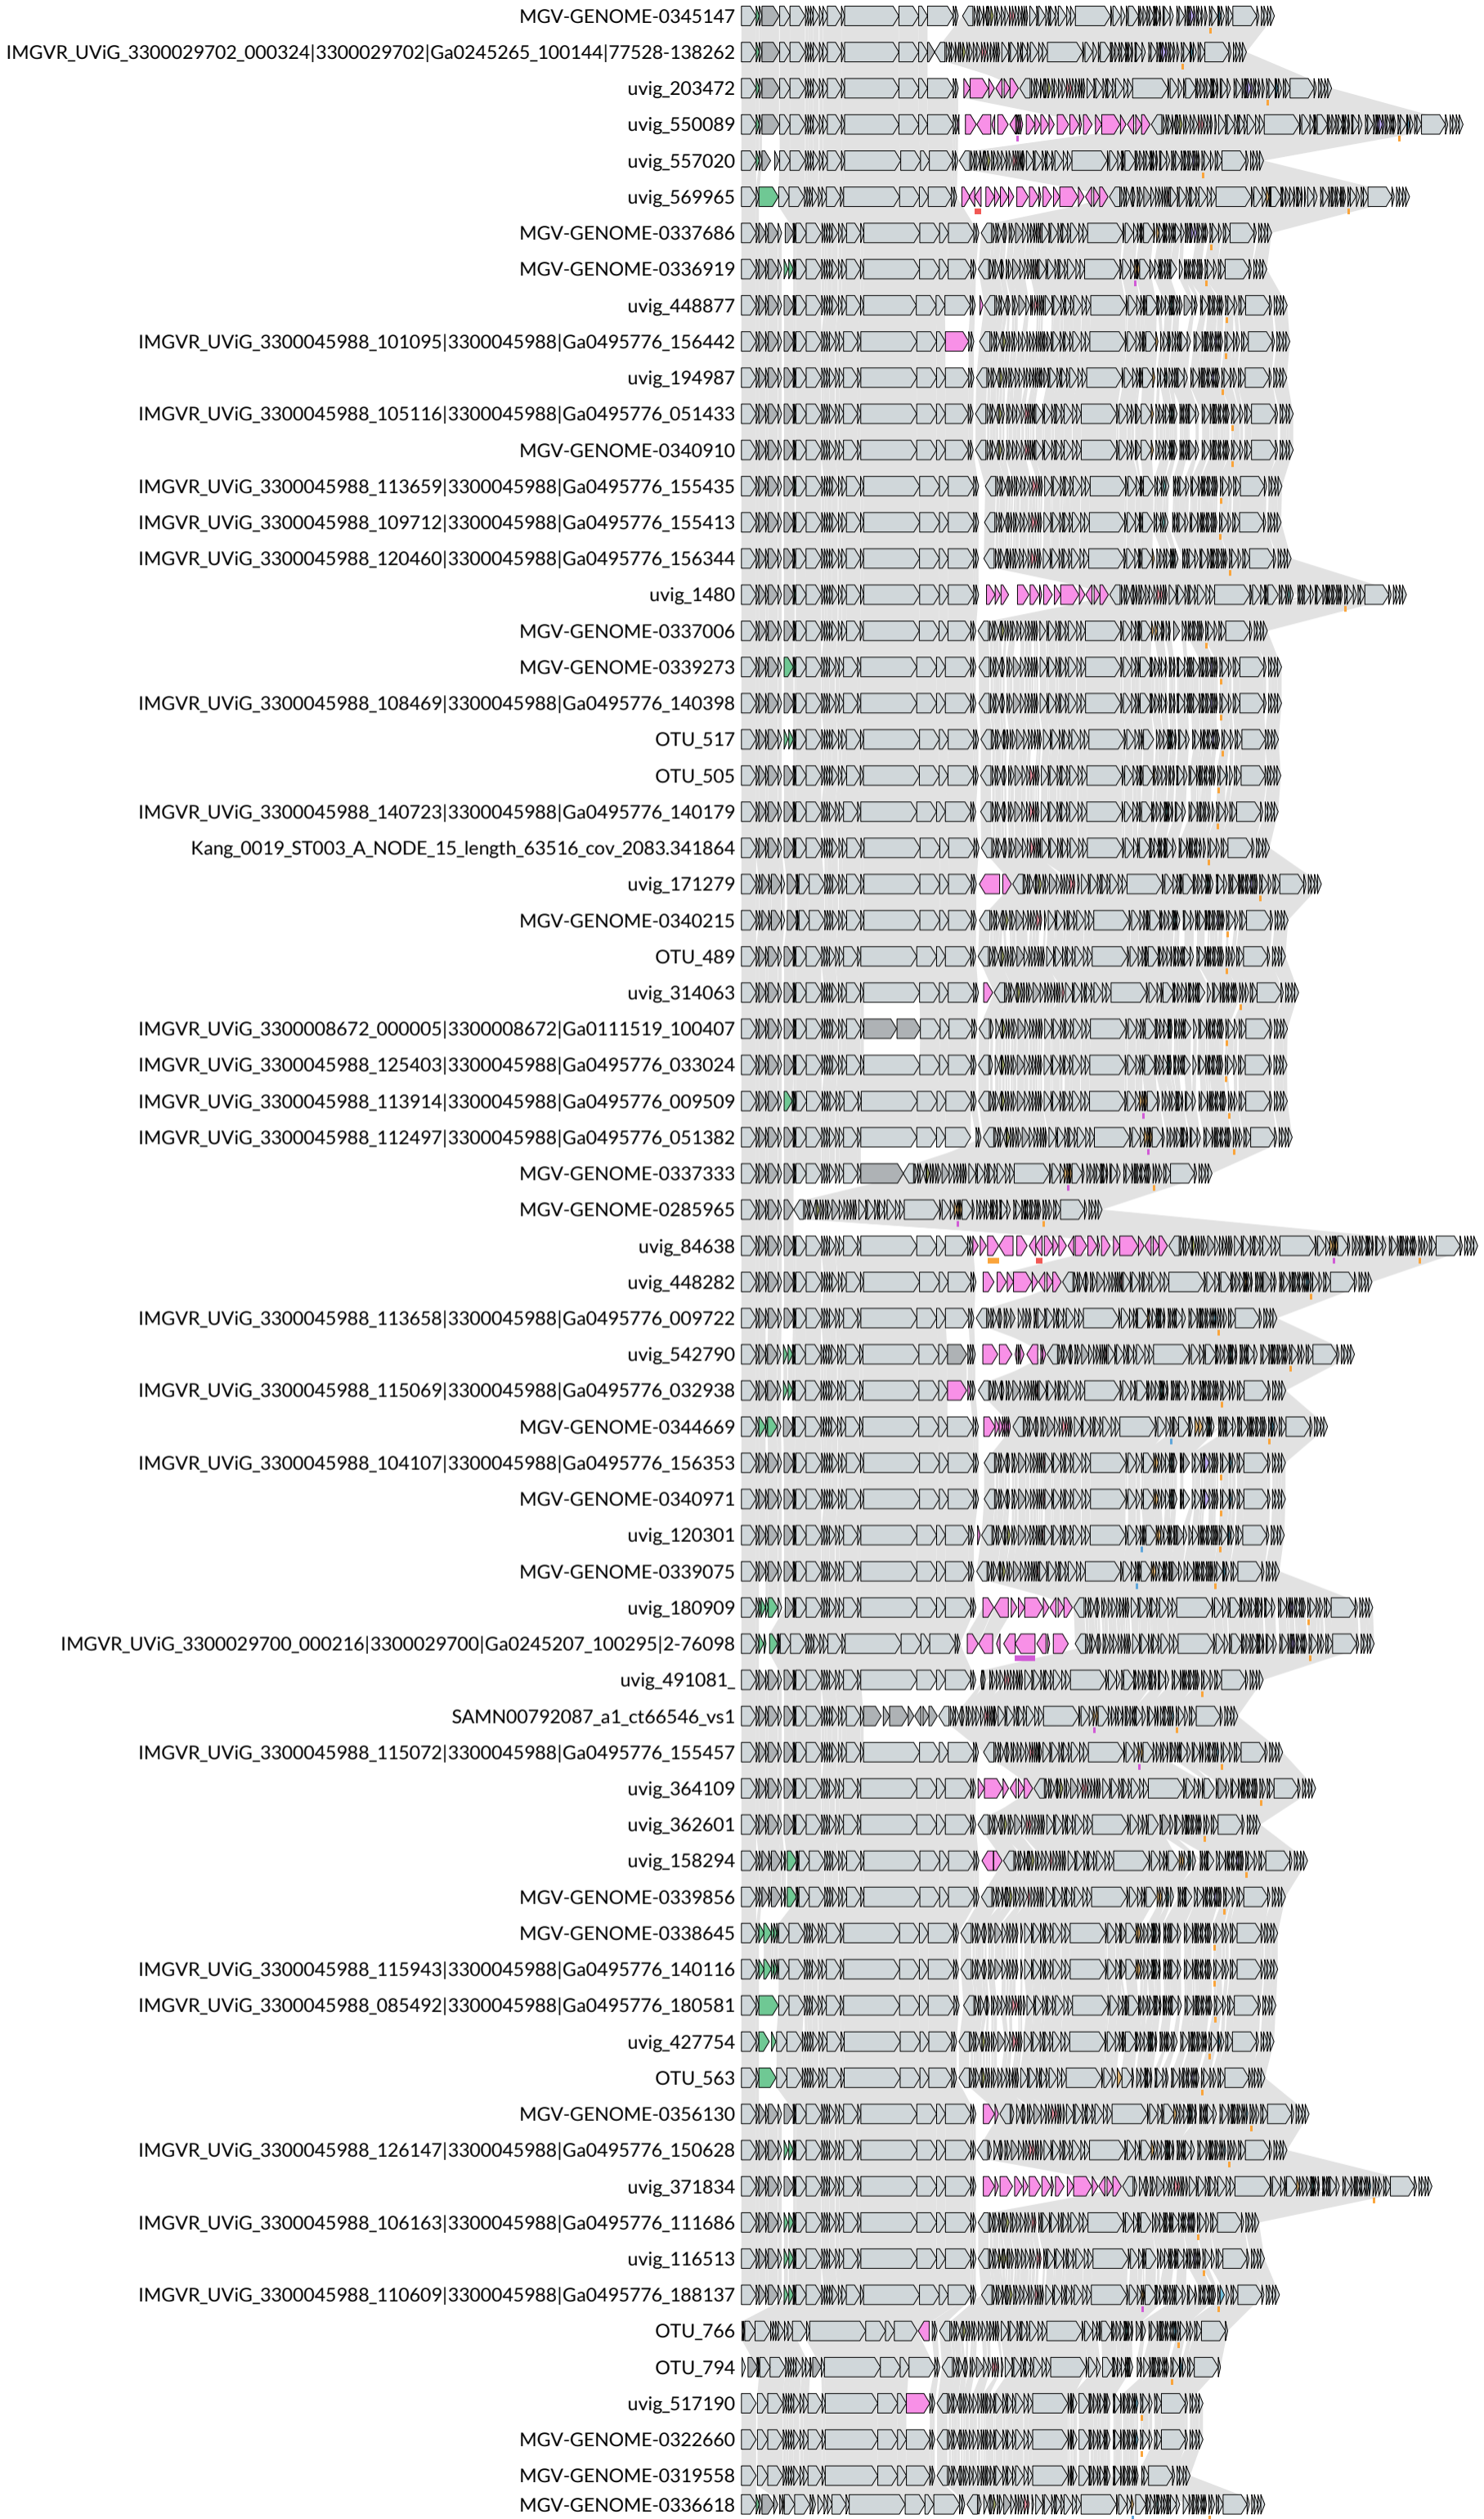 MGV-GENOME-0345147
IMGVR_UViG_3300029702_000324|3300029702|Ga0245265_100144|77528-138262
uvig_203472
uvig_550089
uvig_557020
uvig_569965
MGV-GENOME-0337686
MGV-GENOME-0336919
uvig_448877
IMGVR_UViG_3300045988_101095|3300045988|Ga0495776_156442
uvig_194987
IMGVR_UViG_3300045988_105116|3300045988|Ga0495776_051433
MGV-GENOME-0340910
IMGVR_UViG_3300045988_113659|3300045988|Ga0495776_155435
IMGVR_UViG_3300045988_109712|3300045988|Ga0495776_155413
IMGVR_UViG_3300045988_120460|3300045988|Ga0495776_156344
uvig_1480
MGV-GENOME-0337006
MGV-GENOME-0339273
IMGVR_UViG_3300045988_108469|3300045988|Ga0495776_140398
OTU_517
OTU_505
IMGVR_UViG_3300045988_140723|3300045988|Ga0495776_140179
Kang_0019_ST003_A_NODE_15_length_63516_cov_2083.341864
uvig_171279
MGV-GENOME-0340215
OTU_489
uvig_314063
IMGVR_UViG_3300008672_000005|3300008672|Ga0111519_100407
IMGVR_UViG_3300045988_125403|3300045988|Ga0495776_033024
IMGVR_UViG_3300045988_113914|3300045988|Ga0495776_009509
IMGVR_UViG_3300045988_112497|3300045988|Ga0495776_051382
MGV-GENOME-0337333
MGV-GENOME-0285965
uvig_84638
uvig_448282
IMGVR_UViG_3300045988_113658|3300045988|Ga0495776_009722
uvig_542790
IMGVR_UViG_3300045988_115069|3300045988|Ga0495776_032938
MGV-GENOME-0344669
IMGVR_UViG_3300045988_104107|3300045988|Ga0495776_156353
MGV-GENOME-0340971
uvig_120301
MGV-GENOME-0339075
uvig_180909
IMGVR_UViG_3300029700_000216|3300029700|Ga0245207_100295|2-76098
uvig_491081_
SAMN00792087_a1_ct66546_vs1
IMGVR_UViG_3300045988_115072|3300045988|Ga0495776_155457
uvig_364109
uvig_362601
uvig_158294
MGV-GENOME-0339856
MGV-GENOME-0338645
IMGVR_UViG_3300045988_115943|3300045988|Ga0495776_140116
IMGVR_UViG_3300045988_085492|3300045988|Ga0495776_180581
uvig_427754
OTU_563
MGV-GENOME-0356130
IMGVR_UViG_3300045988_126147|3300045988|Ga0495776_150628
uvig_371834
IMGVR_UViG_3300045988_106163|3300045988|Ga0495776_111686
uvig_116513
IMGVR_UViG_3300045988_110609|3300045988|Ga0495776_188137
OTU_766
OTU_794
uvig_517190
MGV-GENOME-0322660
MGV-GENOME-0319558
MGV-GENOME-0336618